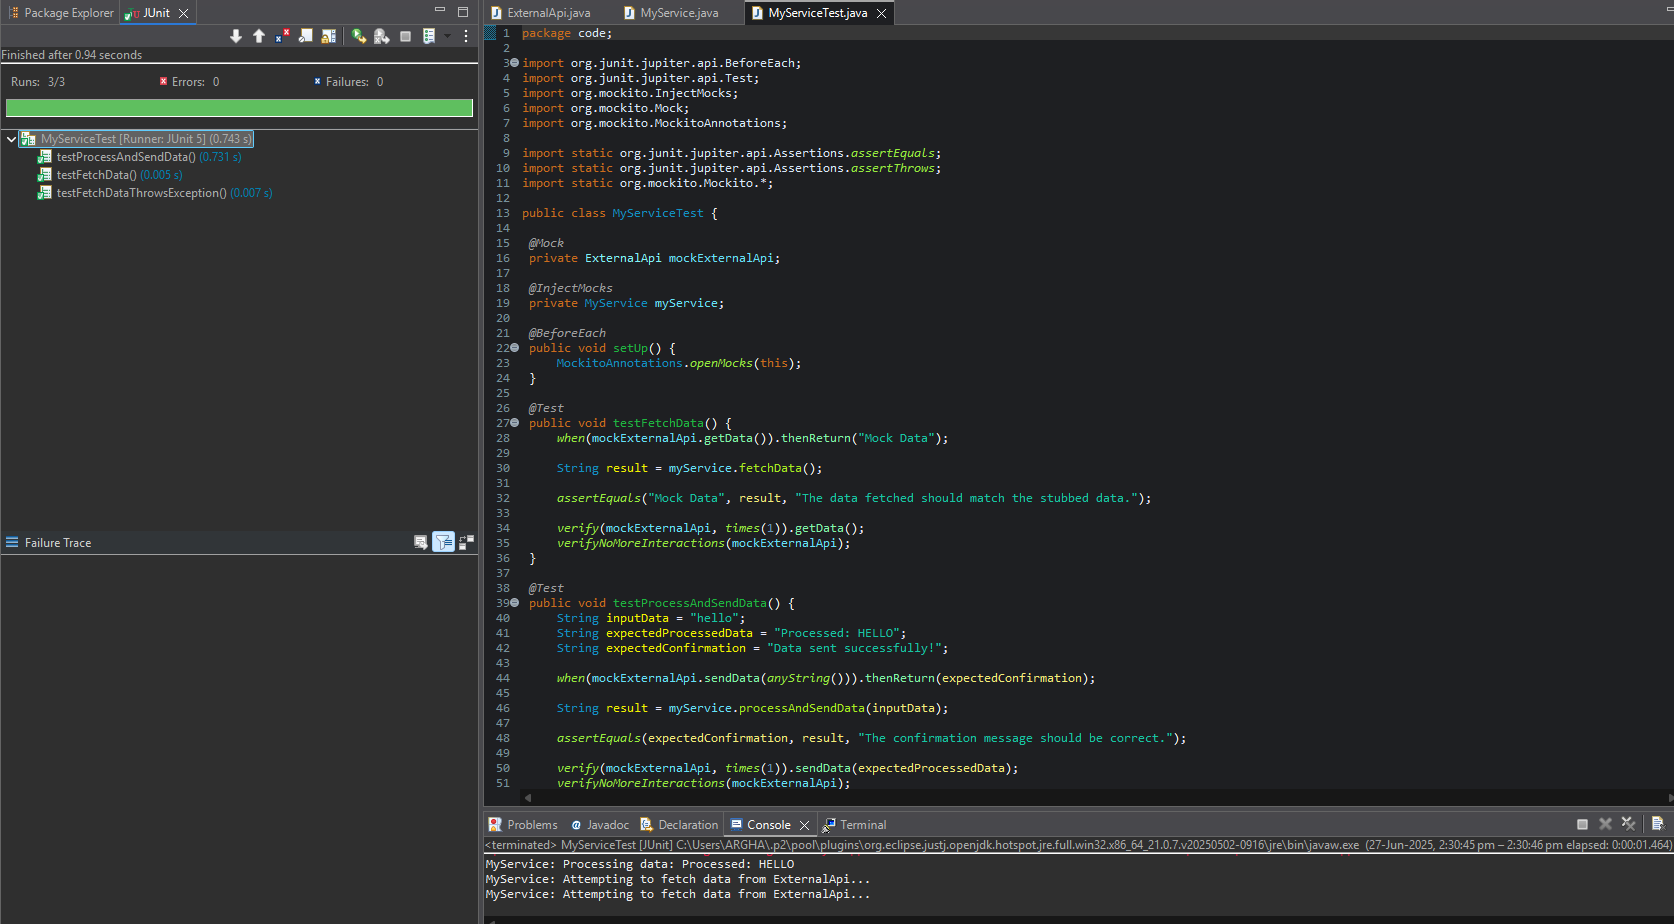 Package Explorer
JUnit
Finished after 0.94 seconds
Runs: 3/3
Errors: 0
Failures: 0
MyServiceTest [Runner: JUnit 5] (0.743 s)
testProcessAndSendData() (0.731 s)
testFetchData() (0.005 s)
testFetchDataThrowsException() (0.007 s)
Failure Trace
ExternalApi.java
MyService.java
MyServiceTest.java
1 package code;
2
3 import org.junit.jupiter.api.BeforeEach;
4 import org.junit.jupiter.api.Test;
5 import org.mockito.InjectMocks;
6 import org.mockito.Mock;
7 import org.mockito.MockitoAnnotations;
8
9 import static org.junit.jupiter.api.Assertions.assertEquals;
10 import static org.junit.jupiter.api.Assertions.assertThrows;
11 import static org.mockito.Mockito.*;
12
13 public class MyServiceTest {
14
15 @Mock
16 private ExternalApi mockExternalApi;
17
18 @InjectMocks
19 private MyService myService;
20
21 @BeforeEach
22 public void setUp() {
23 MockitoAnnotations.openMocks(this);
24 }
25
26 @Test
27 public void testFetchData() {
28 when(mockExternalApi.getData()).thenReturn("Mock Data");
29
30 String result = myService.fetchData();
31
32 assertEquals("Mock Data", result, "The data fetched should match the stubbed data.");
33
34 verify(mockExternalApi, times(1)).getData();
35 verifyNoMoreInteractions(mockExternalApi);
36 }
37
38 @Test
39 public void testProcessAndSendData() {
40 String inputData = "hello";
41 String expectedProcessedData = "Processed: HELLO";
42 String expectedConfirmation = "Data sent successfully!";
43
44 when(mockExternalApi.sendData(anyString())).thenReturn(expectedConfirmation);
45
46 String result = myService.processAndSendData(inputData);
47
48 assertEquals(expectedConfirmation, result, "The confirmation message should be correct.");
49
50 verify(mockExternalApi, times(1)).sendData(expectedProcessedData);
51 verifyNoMoreInteractions(mockExternalApi);
Problems
@ Javadoc
Declaration
Console
Terminal
<terminated> MyServiceTest [JUnit] C:\Users\ARGHA\.p2\pool\plugins\org.eclipse.justj.openjdk.hotspot.jre.full.win32.x86_64_21.0.7.v20250502-0916\jre\bin\javaw.exe (27-Jun-2025, 2:30:45 pm – 2:30:46 pm elapsed: 0:00:01.464)
MyService: Processing data: Processed: HELLO
MyService: Attempting to fetch data from ExternalApi...
MyService: Attempting to fetch data from ExternalApi...